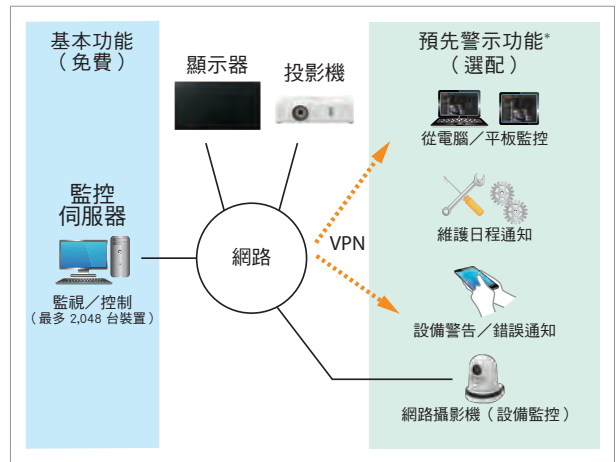 基本功能
（免費）
顯示器
投影機
預先警示功能*
（選配）
從電腦／平板監控
監控
伺服器
監視／控制
（最多 2,048 台裝置）
網路
VPN
維護日程通知
設備警告／錯誤通知
網路攝影機（設備監控）